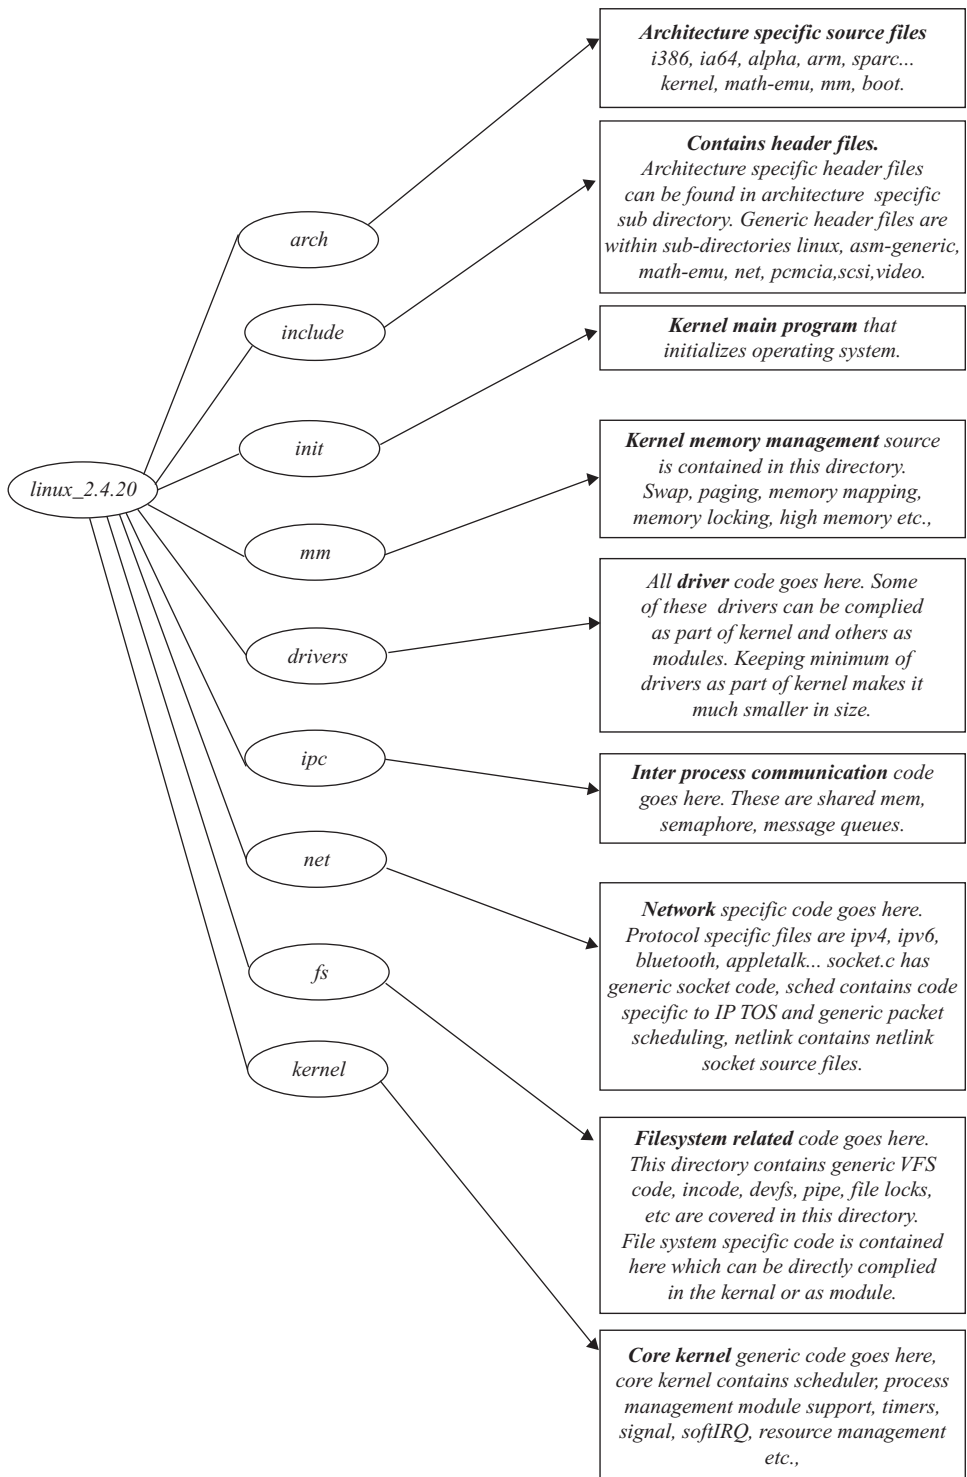 Architecture specific source files
i386, ia64, alpha, arm, sparc...
kernel, math-emu, mm, boot.
Contains header files.
Architecture specific header files
can be found in architecture specific
sub directory. Generic header files are
within sub-directories linux, asm-generic,
math-emu, net, pcmcia,scsi,video.
arch
include
Kernel main program that
initializes operating system.
init
linux_2.4.20
Kernel memory management source
is contained in this directory.
Swap, paging, memory mapping,
memory locking, high memory etc.,
mm
All driver code goes here. Some
of these drivers can be complied
as part of kernel and others as
modules. Keeping minimum of
drivers as part of kernel makes it
much smaller in size.
drivers
ipc
Inter process communication code
goes here. These are shared mem,
semaphore, message queues.
net
Network specific code goes here.
Protocol specific files are ipv4, ipv6,
bluetooth, appletalk... socket.c has
generic socket code, sched contains code
specific to IP TOS and generic packet
scheduling, netlink contains netlink
socket source files.
fs
kernel
Filesystem related code goes here.
This directory contains generic VFS
code, incode, devfs, pipe, file locks,
etc are covered in this directory.
File system specific code is contained
here which can be directly complied
in the kernal or as module.
Core kernel generic code goes here,
core kernel contains scheduler, process
management module support, timers,
signal, softIRQ, resource management
etc.,